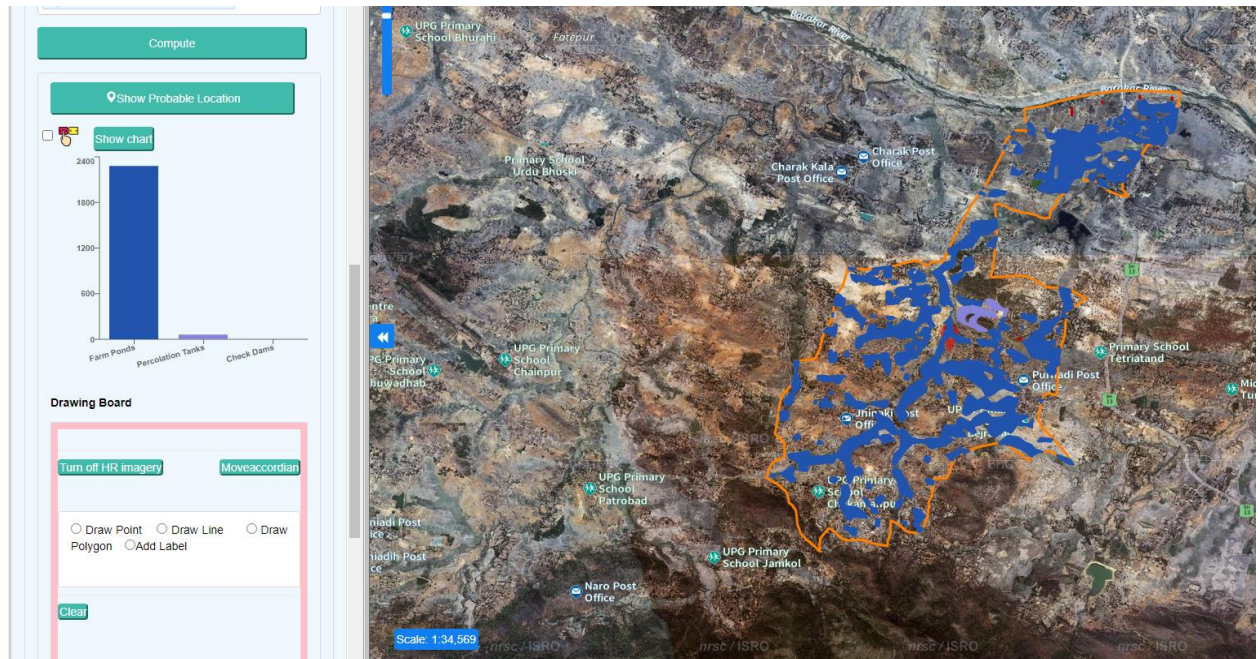 Compute
Show Probable Location
Show chart
2400
1800
1200
600
0
Farm Ponds
Percolation Tanks
Check Dams
Drawing Board
Turn off HR imagery
Moveaccordian
Draw Point
Draw Line
Draw
Polygon
Add Label
Clear
UPG Primary
School Bhurahi
Fatepur
Barakar River
Barakar River
Primary School
Urdu Bhuski
Charak Post
Office
Charak Kala
Post Office
UPG Primary
School
Chainpur
Primary School
Tetriatand
Post
Office
UPG Primary
School
Patrobad
UPG Primary
School Jamkol
Naro Post
Office
Scale: 1:34,569
nrsc / ISRO
nrsc / ISRO
nrsc / ISRO